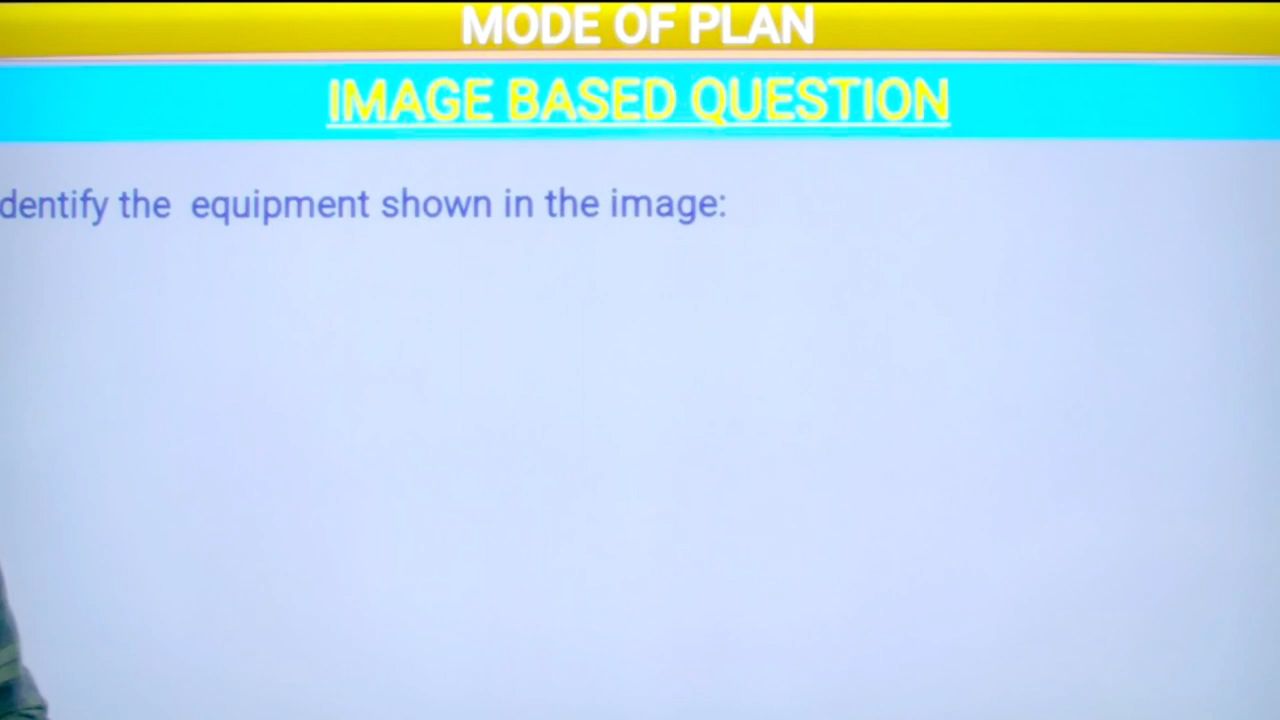 MODE OF PLAN
IMAGE BASED QUESTION
dentify the equipment shown in the image: